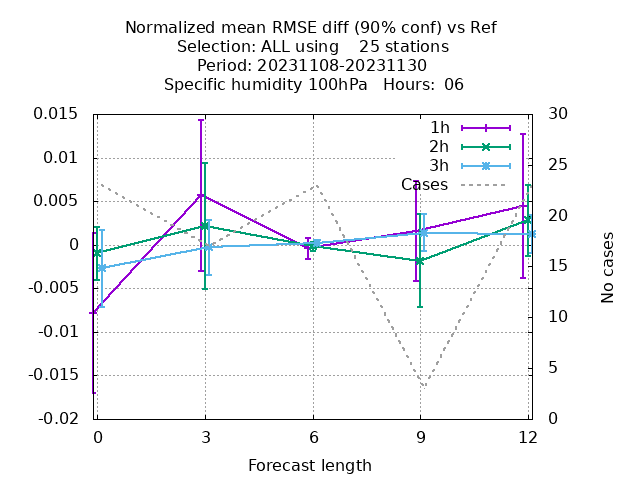 Normalized mean RMSE diff (90% conf) vs Ref
Selection: ALL using    25 stations
Period: 20231108-20231130
Specific humidity 100hPa   Hours: 06
0.015
0.01
0.005
0
-0.005
-0.01
-0.015
-0.02
30
25
20
15
10
5
0
1h
2h
3h
Cases
No cases
0
3
6
9
12
Forecast length